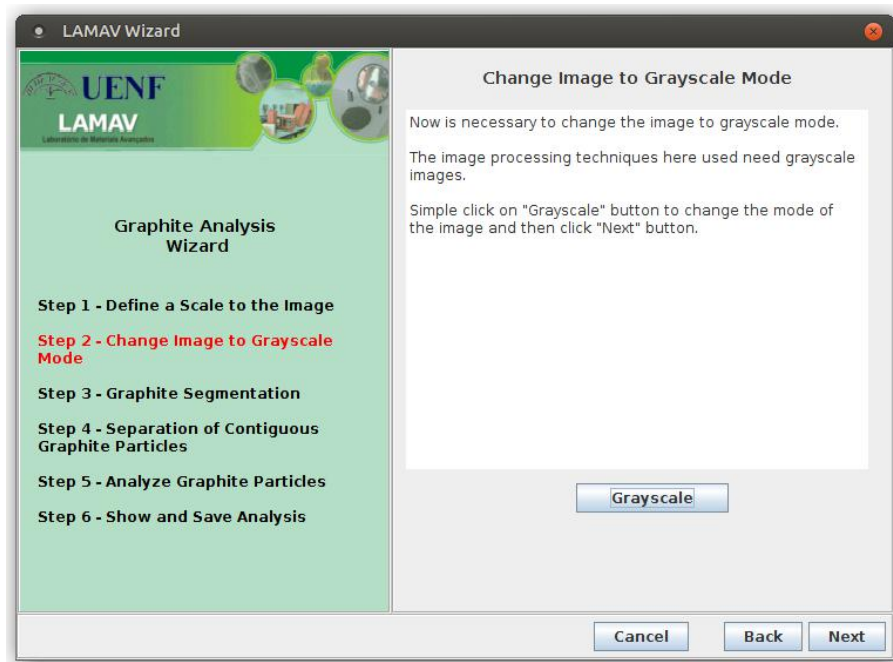 LAMAV Wizard
UENF
LAMAV
Laboratório de Materiais Avançados
Graphite Analysis
Wizard
Step 1 - Define a Scale to the Image
Step 2 - Change Image to Grayscale
Mode
Step 3 - Graphite Segmentation
Step 4 - Separation of Contiguous
Graphite Particles
Step 5 - Analyze Graphite Particles
Step 6 - Show and Save Analysis
Change Image to Grayscale Mode
Now is necessary to change the image to grayscale mode.
The image processing techniques here used need grayscale
images.
Simple click on "Grayscale" button to change the mode of
the image and then click "Next" button.
Grayscale
Cancel
Back
Next